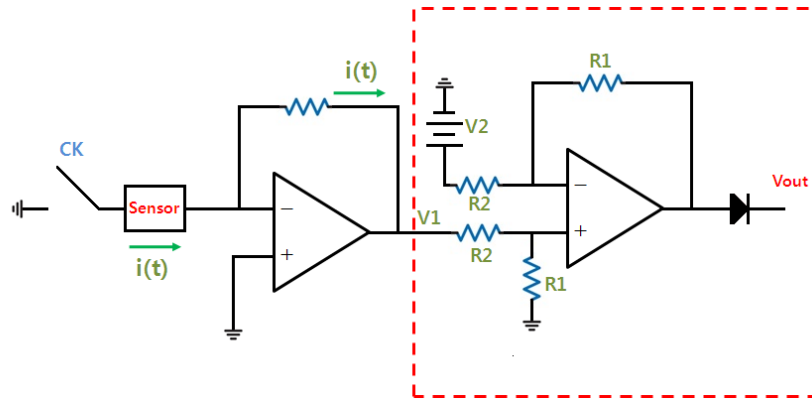 i(t)
R1
V2
CK
Sensor
−
+
i(t)
V1
R2
R2
−
+
R1
Vout